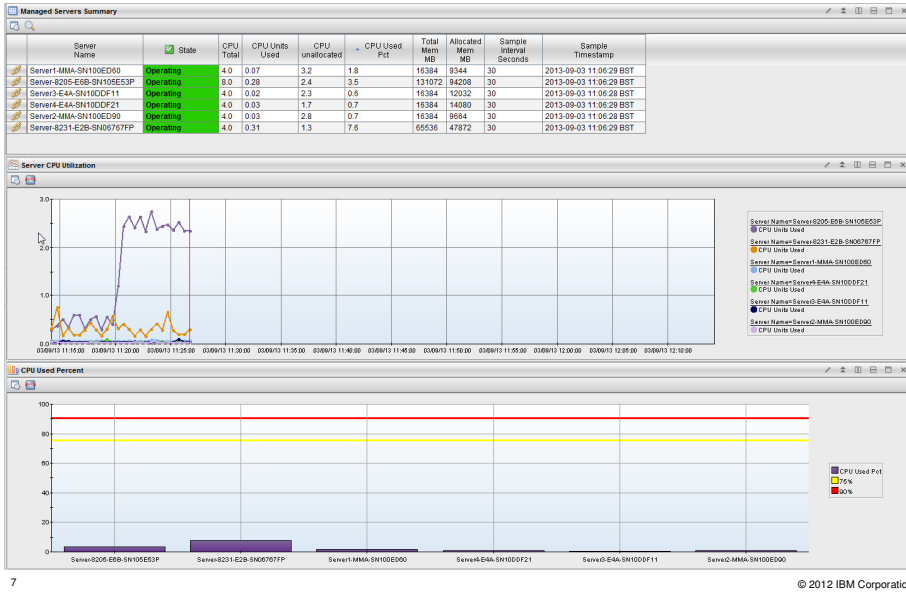 Managed Servers Summary
Server Name State CPU Total CPU Units Used CPU unallocated CPU Used Pct Total Mem MB Allocated Mem MB Sample Interval Seconds Sample Timestamp
Server1-MMA-SN100ED60 Operating 4.0 0.07 3.2 1.8 16384 9344 30 2013-09-03 11:06:29 BST
Server-8205-E6B-SN105E53P Operating 8.0 0.28 2.4 3.5 131072 94208 30 2013-09-03 11:06:29 BST
Server3-E4A-SN10DDF11 Operating 4.0 0.02 2.3 0.6 16384 12032 30 2013-09-03 11:06:28 BST
Server4-E4A-SN10DDF21 Operating 4.0 0.03 1.7 0.7 16384 14080 30 2013-09-03 11:06:29 BST
Server2-MMA-SN100ED90 Operating 4.0 0.03 2.8 0.7 16384 9664 30 2013-09-03 11:06:28 BST
Server-8231-E2B-SN06767FP Operating 4.0 0.31 1.3 7.6 65536 47872 30 2013-09-03 11:06:29 BST
Server CPU Utilization
3.0
2.0
1.0
0.0
03/09/13 11:15:00 03/09/13 11:20:00 03/09/13 11:25:00 03/09/13 11:30:00 03/09/13 11:35:00 03/09/13 11:40:00 03/09/13 11:45:00 03/09/13 11:50:00 03/09/13 11:55:00 03/09/13 12:00:00 03/09/13 12:05:00 03/09/13 12:10:00
Server Name=Server-8205-E6B-SN105E53P
CPU Units Used
Server Name=Server-8231-E2B-SN06767FP
CPU Units Used
Server Name=Server1-MMA-SN100ED60
CPU Units Used
Server Name=Server4-E4A-SN10DDF21
CPU Units Used
Server Name=Server3-E4A-SN10DDF11
CPU Units Used
Server Name=Server2-MMA-SN100ED90
CPU Units Used
CPU Used Percent
100
80
60
40
20
0
Server-8205-E6B-SN105E53P Server-8231-E2B-SN06767FP Server1-MMA-SN100ED60 Server4-E4A-SN10DDF21 Server3-E4A-SN10DDF11 Server2-MMA-SN100ED90
CPU Used Pct
75%
90%
7
© 2012 IBM Corporatio